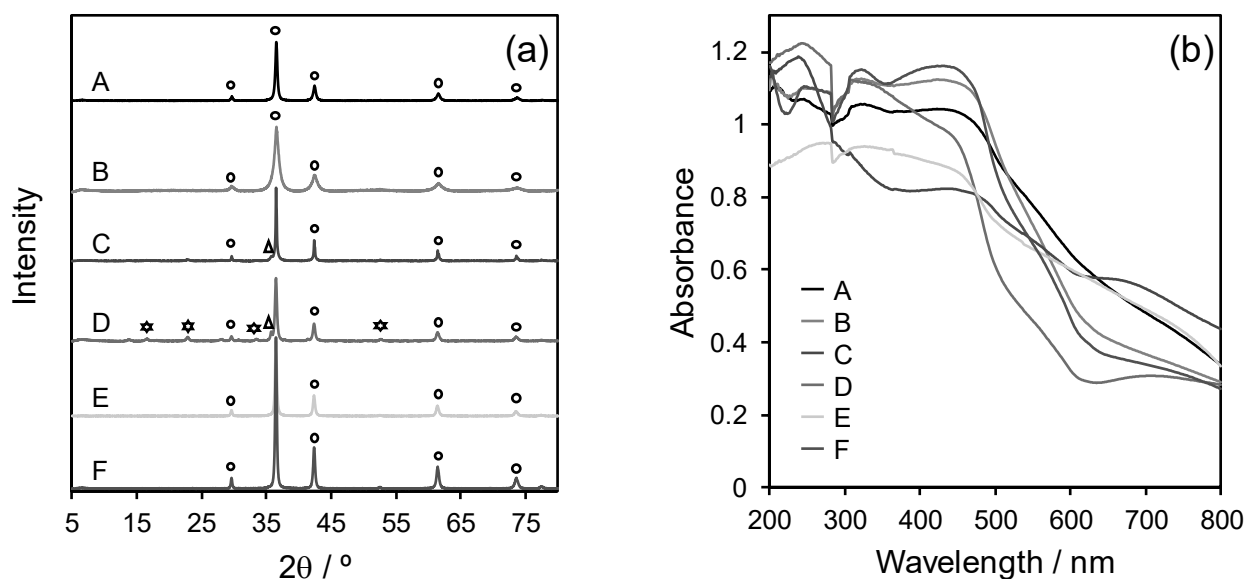 (a)
A
B
C
D
E
F
Intensity
5 15 25 35 45 55 65 75
2θ / º
(b)
1.2
1
0.8
0.6
0.4
0.2
0
Absorbance
A
B
C
D
E
F
200 300 400 500 600 700 800
Wavelength / nm